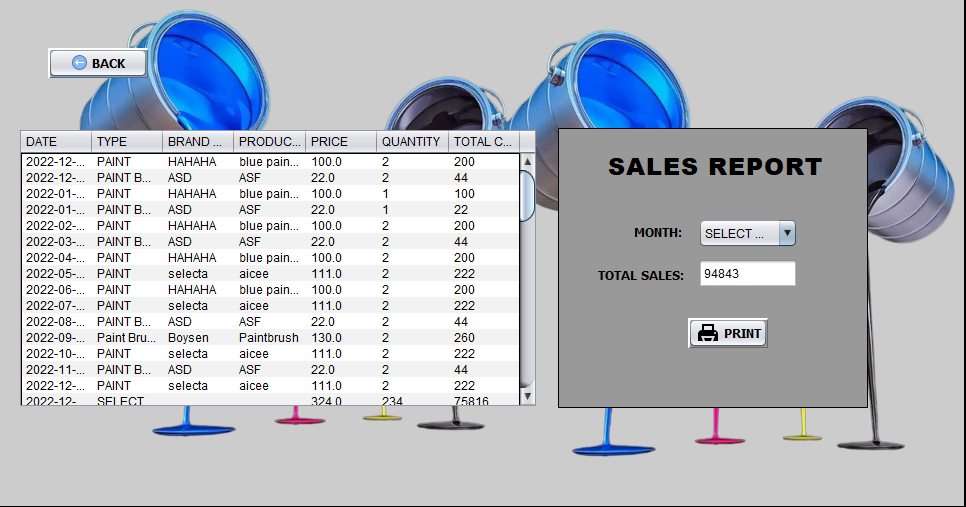 BACK
DATE TYPE BRAND ... PRODUC... PRICE QUANTITY TOTAL C...
2022-12-... PAINT HAHAHA blue pain... 100.0 2 200
2022-12-... PAINT B... ASD ASF 22.0 2 44
2022-01-... PAINT HAHAHA blue pain... 100.0 1 100
2022-01-... PAINT B... ASD ASF 22.0 1 22
2022-02-... PAINT HAHAHA blue pain... 100.0 2 200
2022-03-... PAINT B... ASD ASF 22.0 2 44
2022-04-... PAINT HAHAHA blue pain... 100.0 2 200
2022-05-... PAINT selecta aicee 111.0 2 222
2022-06-... PAINT HAHAHA blue pain... 100.0 2 200
2022-07-... PAINT selecta aicee 111.0 2 222
2022-08-... PAINT B... ASD ASF 22.0 2 44
2022-09-... Paint Bru... Boysen Paintbrush 130.0 2 260
2022-10-... PAINT selecta aicee 111.0 2 222
2022-11-... PAINT B... ASD ASF 22.0 2 44
2022-12-... PAINT selecta aicee 111.0 2 222
2022-12-... SELECT 324.0 234 75816
SALES REPORT
MONTH: SELECT ...
TOTAL SALES: 94843
PRINT